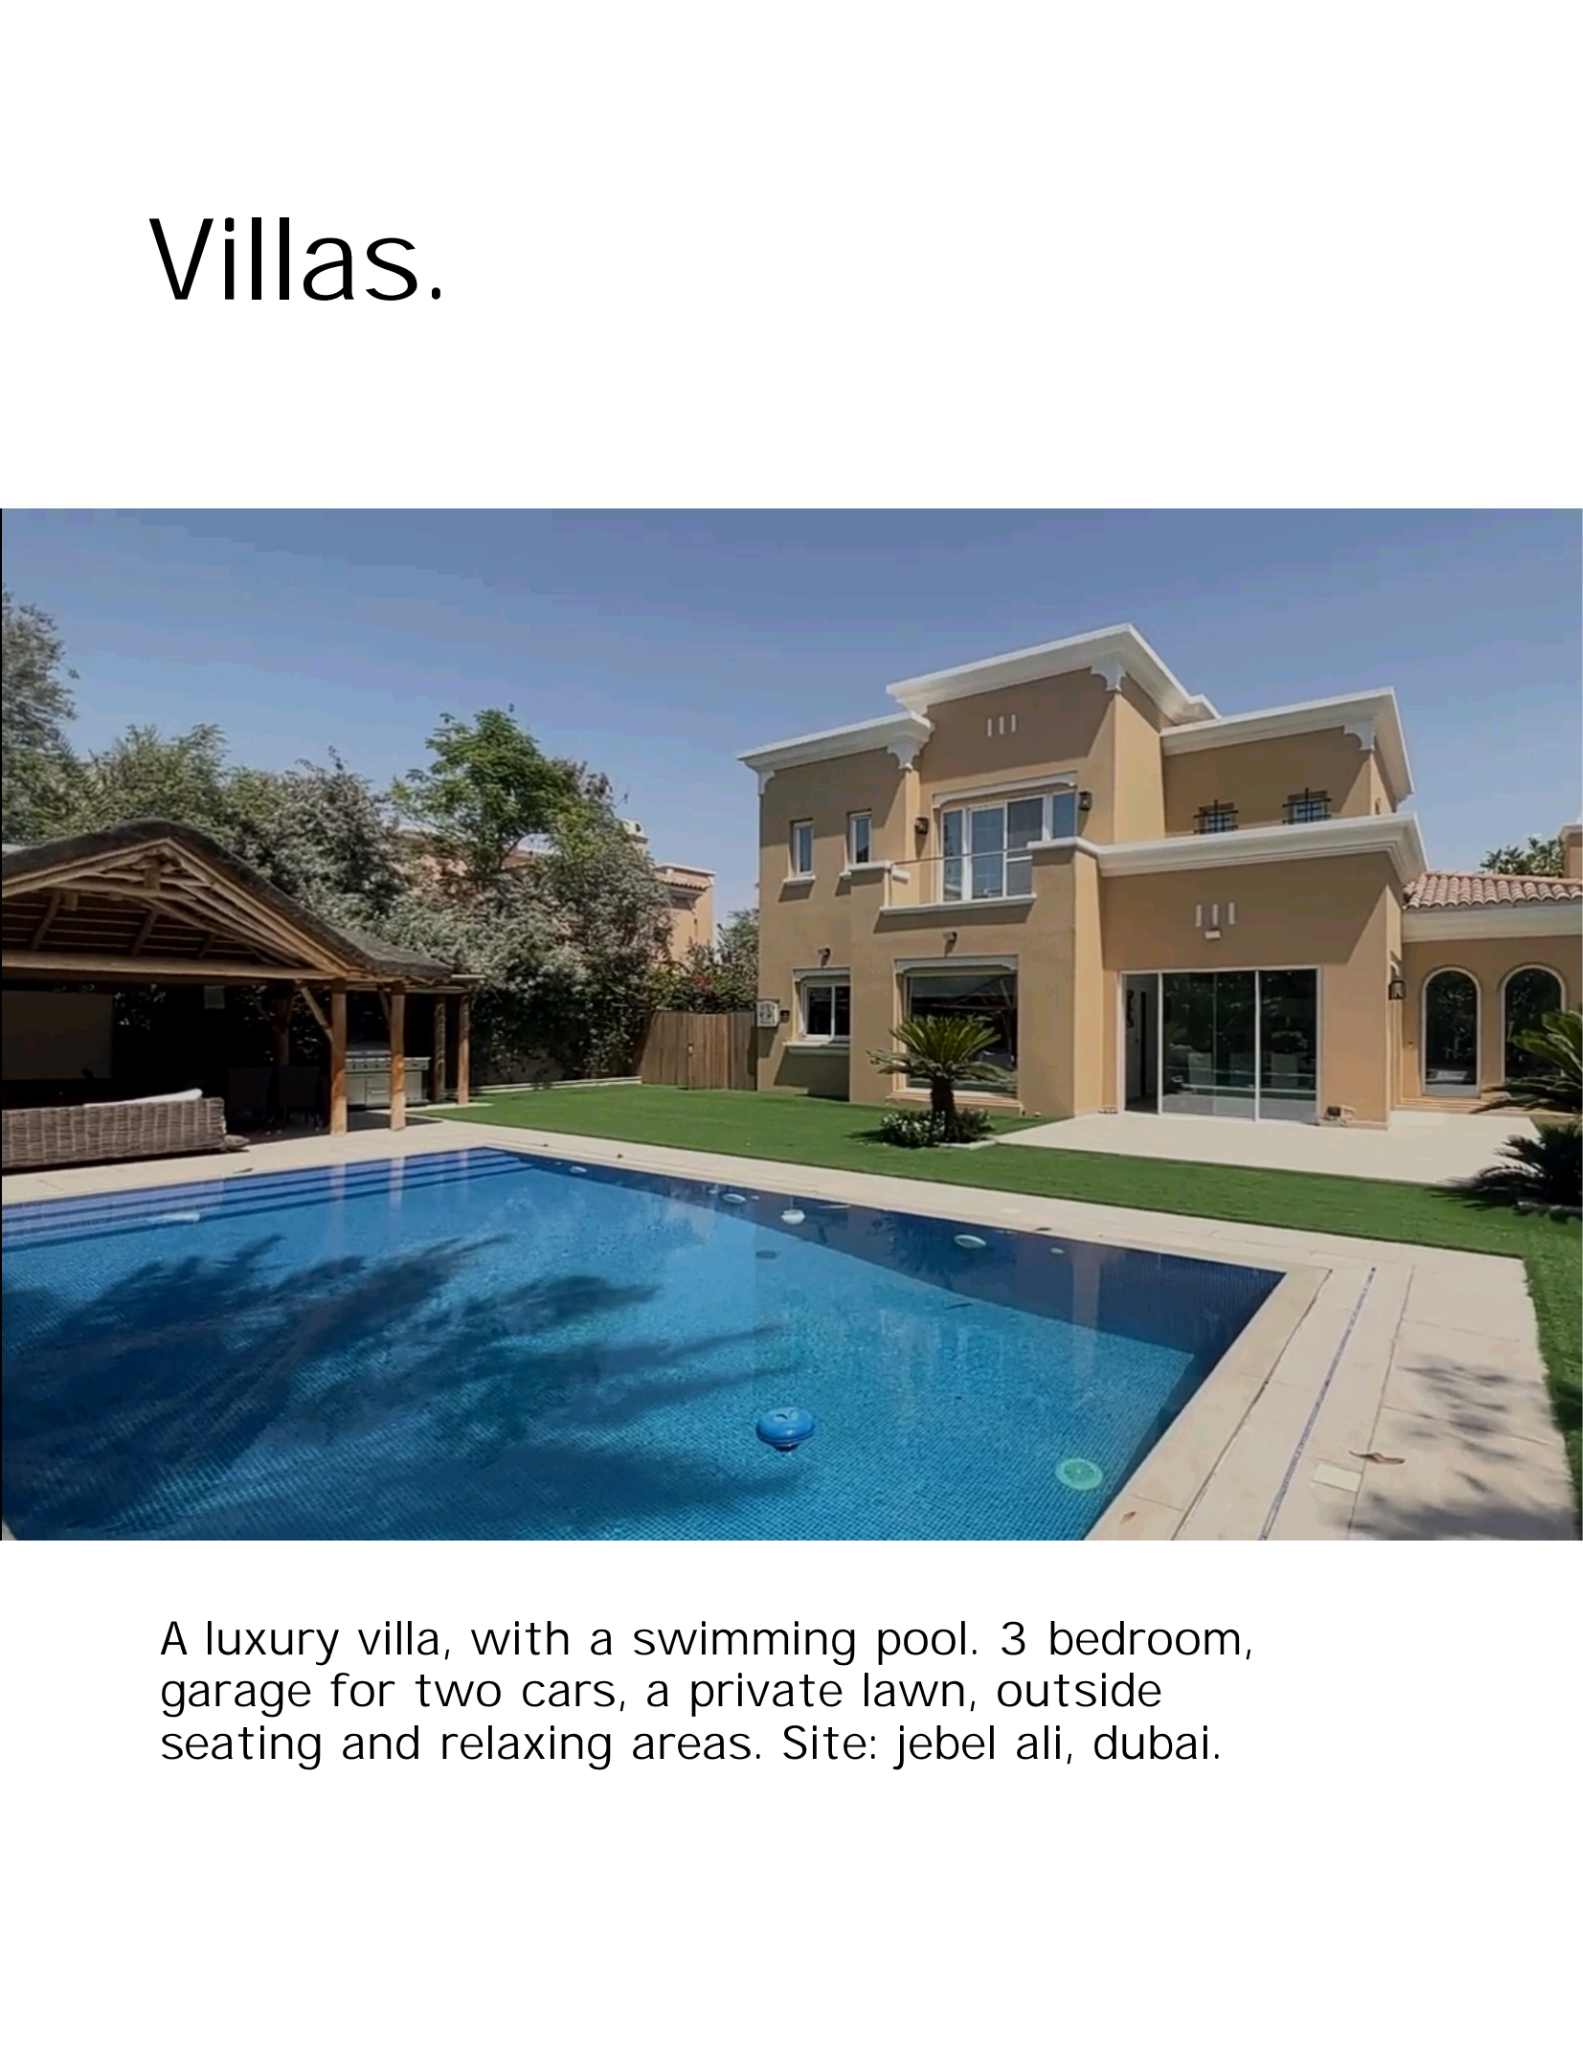 Villas.
A luxury villa, with a swimming pool. 3 bedroom,
garage for two cars, a private lawn, outside
seating and relaxing areas. Site: jebel ali, dubai.